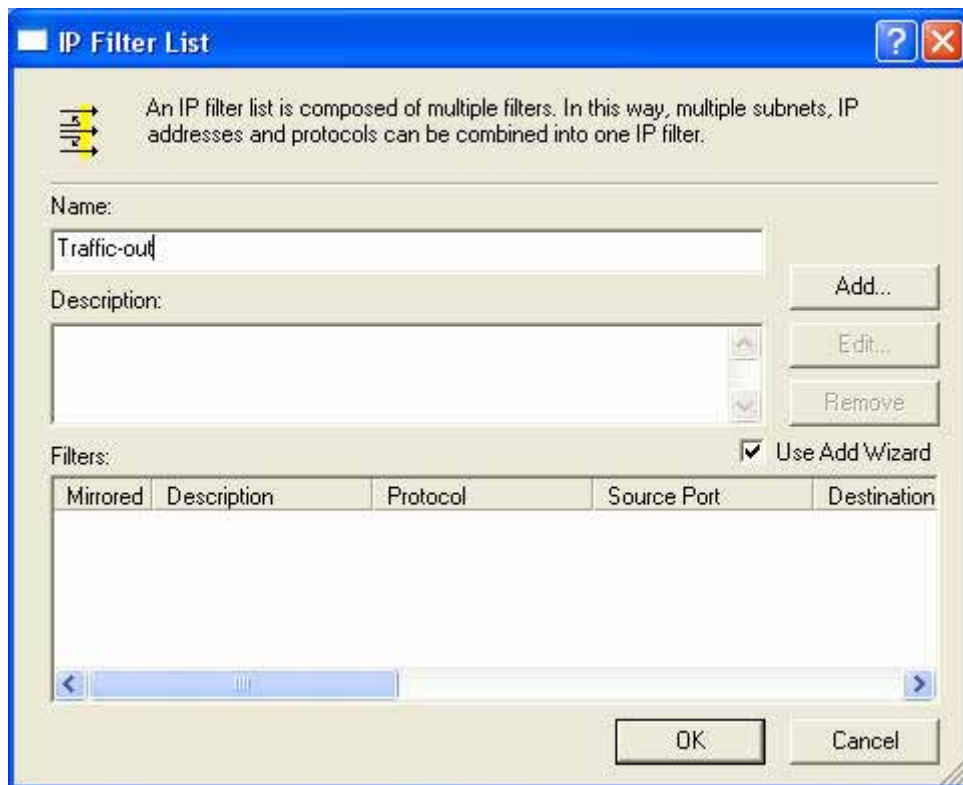 IP Filter List
An IP filter list is composed of multiple filters. In this way, multiple subnets, IP
addresses and protocols can be combined into one IP filter.
Name:
Traffic-out
Add...
Description:
Edit...
Remove
Filters:
Use Add Wizard
Mirrored Description Protocol Source Port Destination
OK Cancel